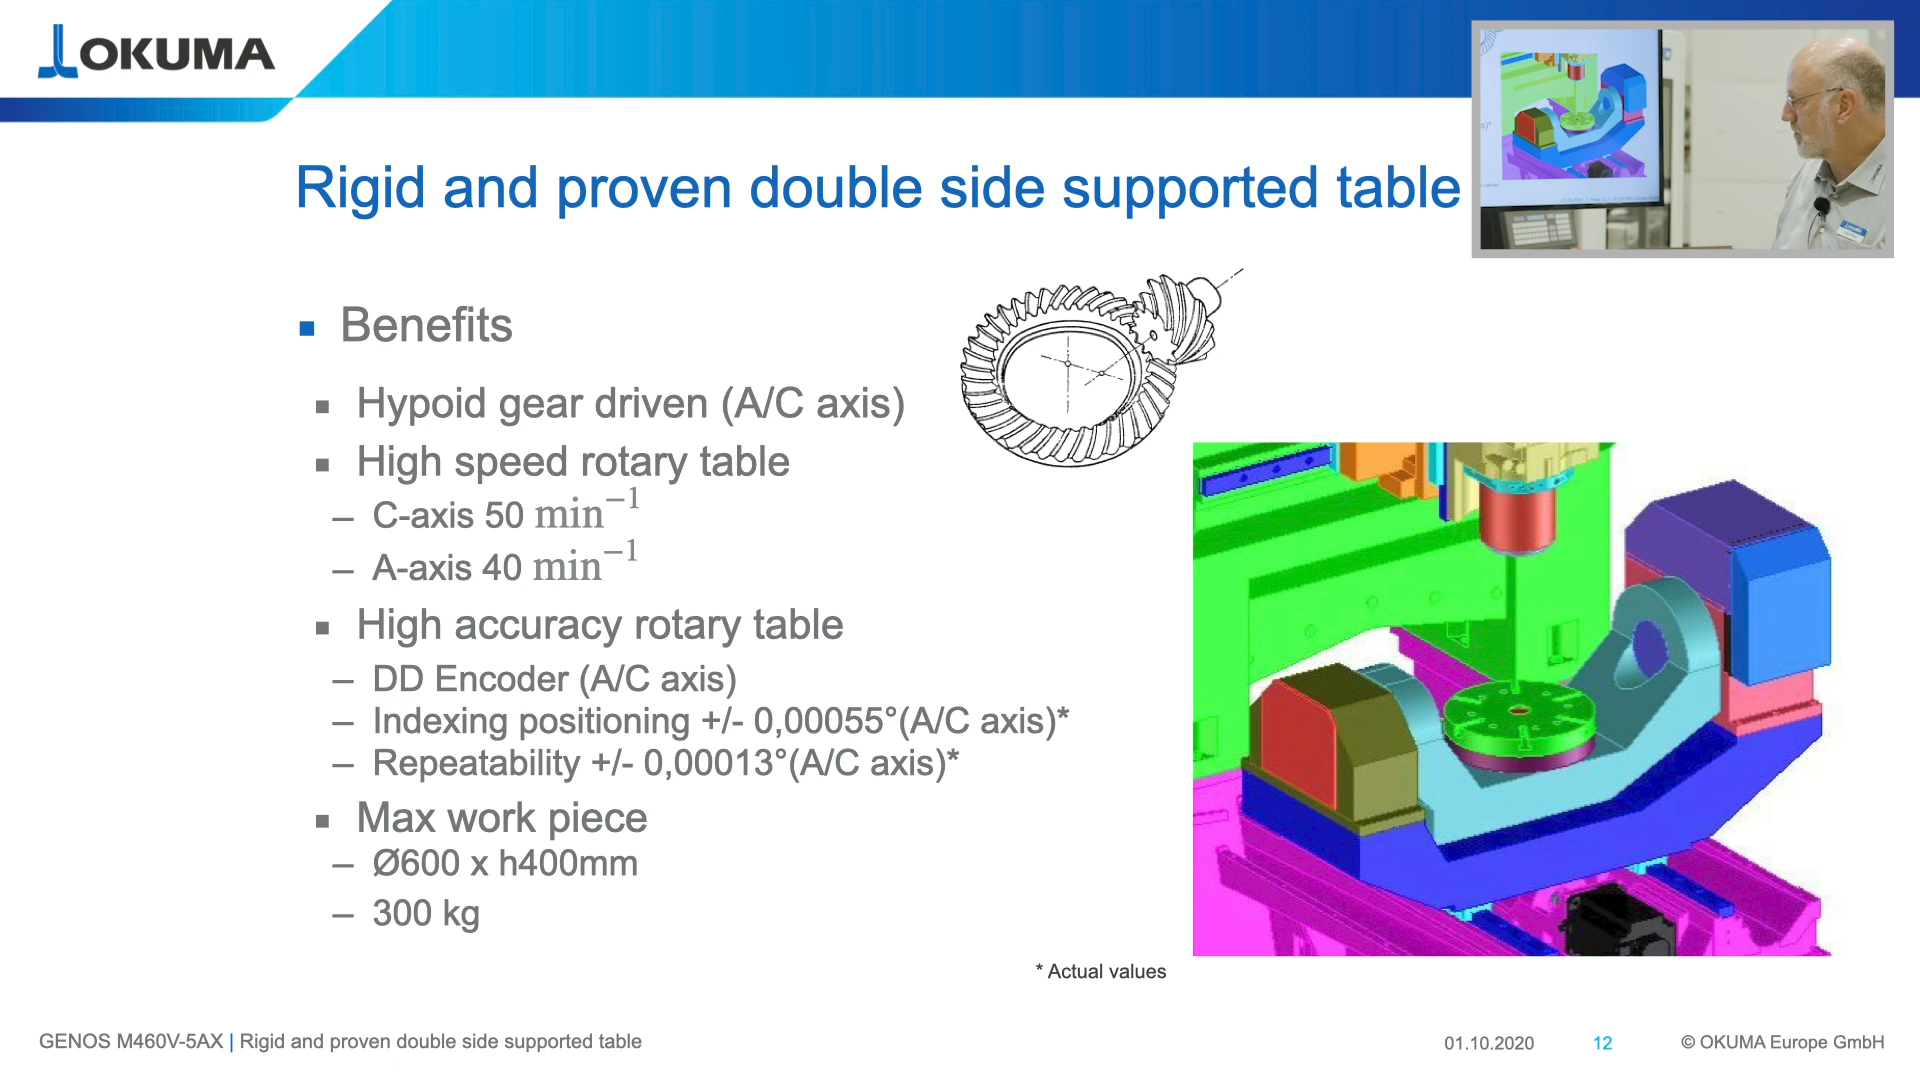 OKUMA
Rigid and proven double side supported table
Benefits
Hypoid gear driven (A/C axis)
High speed rotary table
– C-axis 50 min⁻¹
– A-axis 40 min⁻¹
High accuracy rotary table
– DD Encoder (A/C axis)
– Indexing positioning +/- 0,00055°(A/C axis)*
– Repeatability +/- 0,00013°(A/C axis)*
Max work piece
– Ø600 x h400mm
– 300 kg
* Actual values
GENOS M460V-5AX | Rigid and proven double side supported table
01.10.2020
12
© OKUMA Europe GmbH